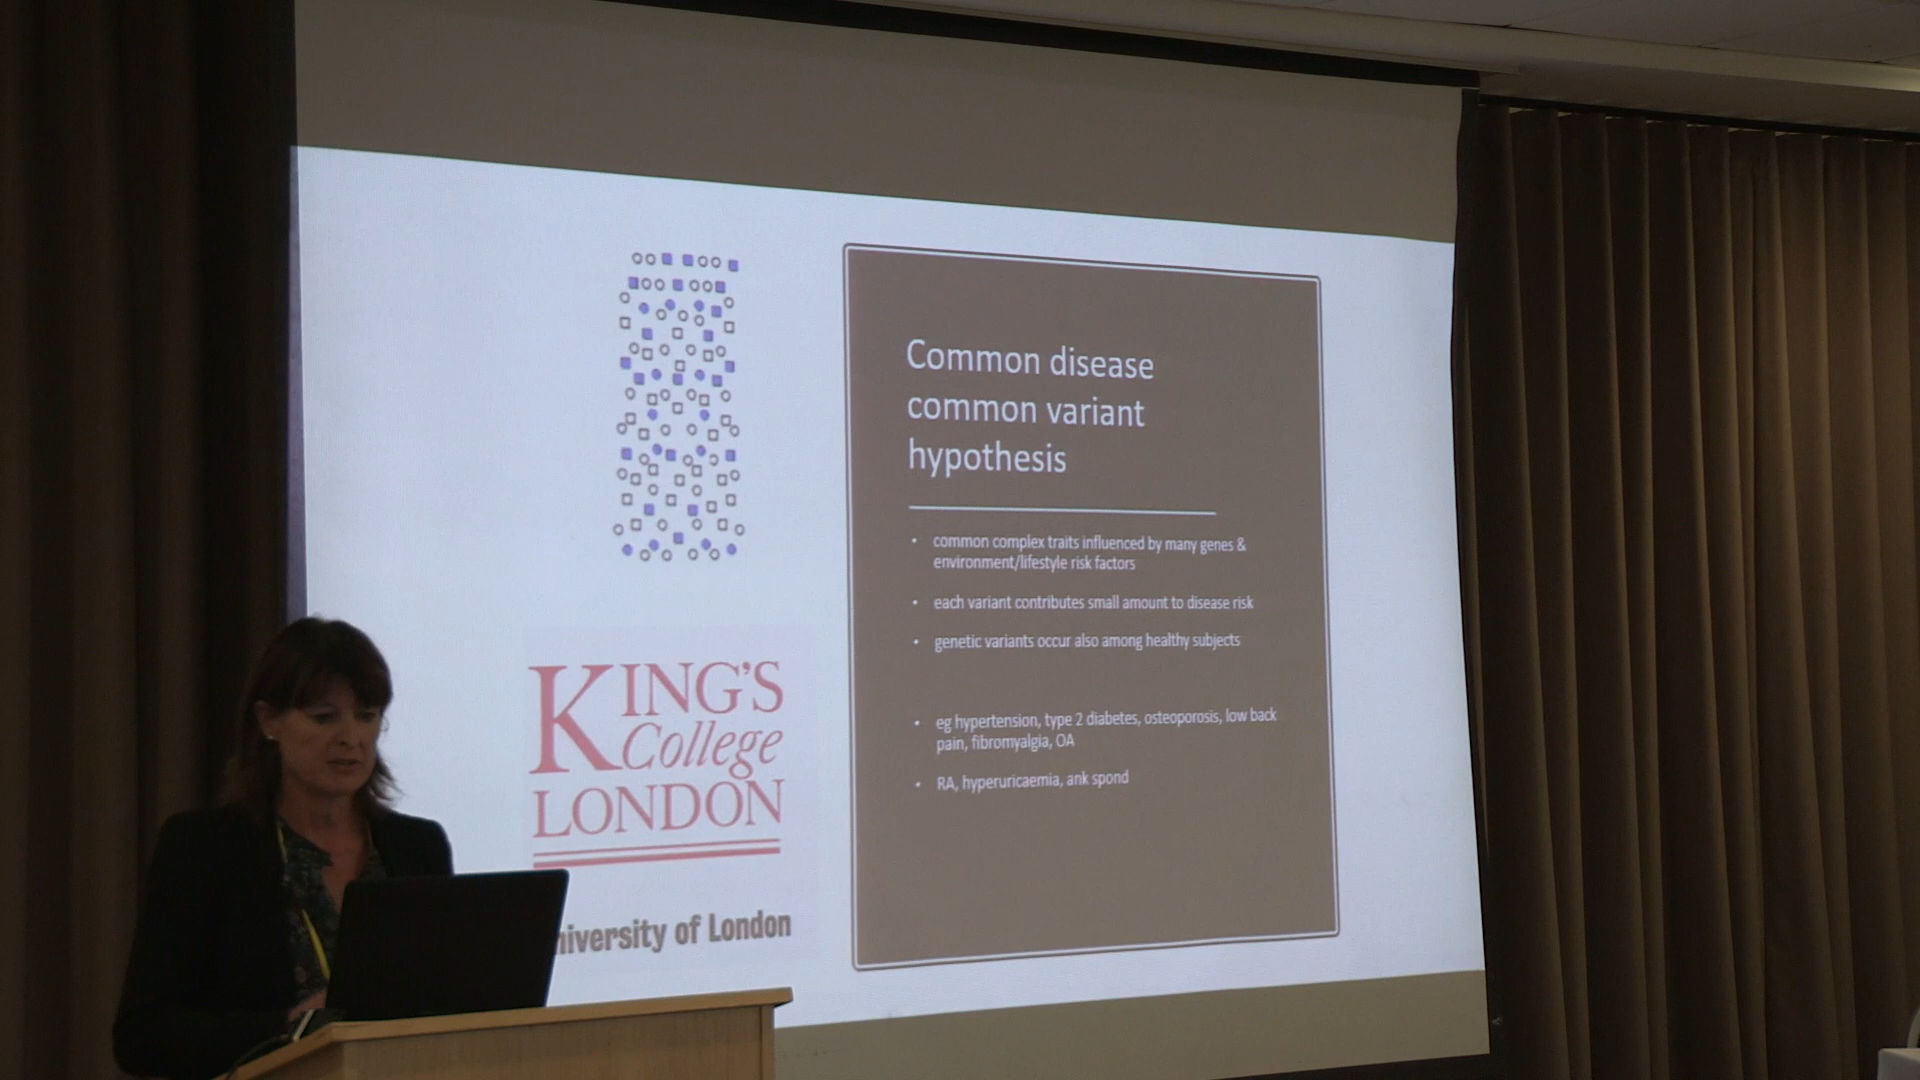 Common disease
common variant
hypothesis
• common complex traits influenced by many genes &
environment/lifestyle risk factors
• each variant contributes small amount to disease risk
• genetic variants occur also among healthy subjects
• eg hypertension, type 2 diabetes, osteoporosis, low back
pain, fibromyalgia, OA
• RA, hyperuricaemia, ank spond
KING'S
College
LONDON
niversity of London